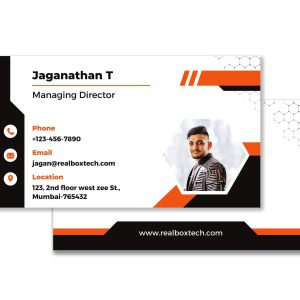 Jaganathan T
Managing Director
Phone
+123-456-7890
Email
jagan@realboxtech.com
Location
123, 2nd floor west zee St.,
Mumbai-765432
www.realboxtech.com